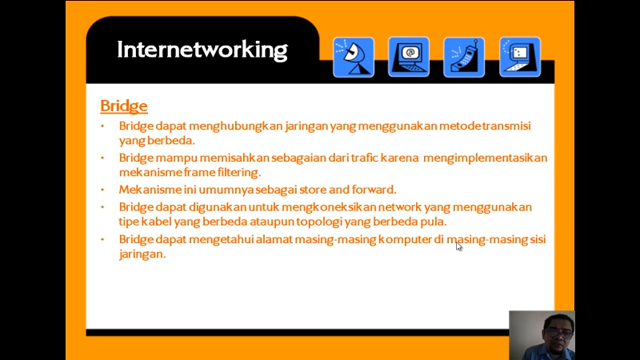 Internetworking
Bridge
• Bridge dapat menghubungkan jaringan yang menggunakan metode transmisi
yang berbeda.
• Bridge mampu memisahkan sebagaian dari trafic karena mengimplementasikan
mekanisme frame filtering.
• Mekanisme ini umumnya sebagai store and forward.
• Bridge dapat digunakan untuk mengkoneksikan network yang menggunakan
tipe kabel yang berbeda ataupun topologi yang berbeda pula.
• Bridge dapat mengetahui alamat masing-masing komputer di masing-masing sisi
jaringan.